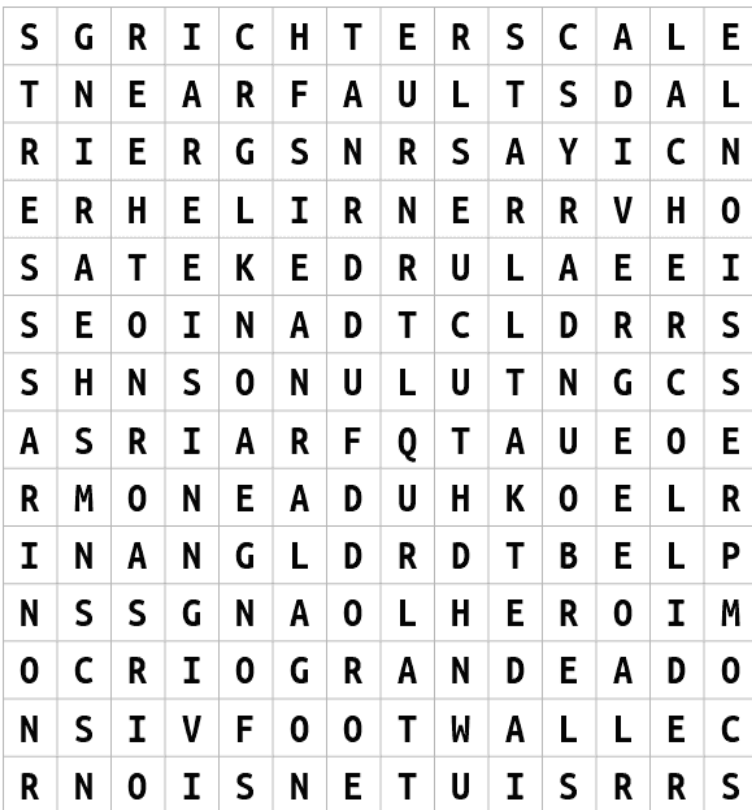 S G R I C H T E R S C A L E
T N E A R F A U L T S D A L
R I E R G S N R S A Y I C N
E R H E L I R N E R R V H O
S A T E K E D R U L A E E I
S E O I N A D T C L D R R S
S H N S O N U L U T N G C S
A S R I A R F Q T A U E O E
R M O N E A D U H K O E L R
I N A N G L D R D T B E L P
N S S G N A O L H E R O I M
O C R I O G R A N D E A D O
N S I V F O O T W A L L E C
R N O I S N E T U I S R R S